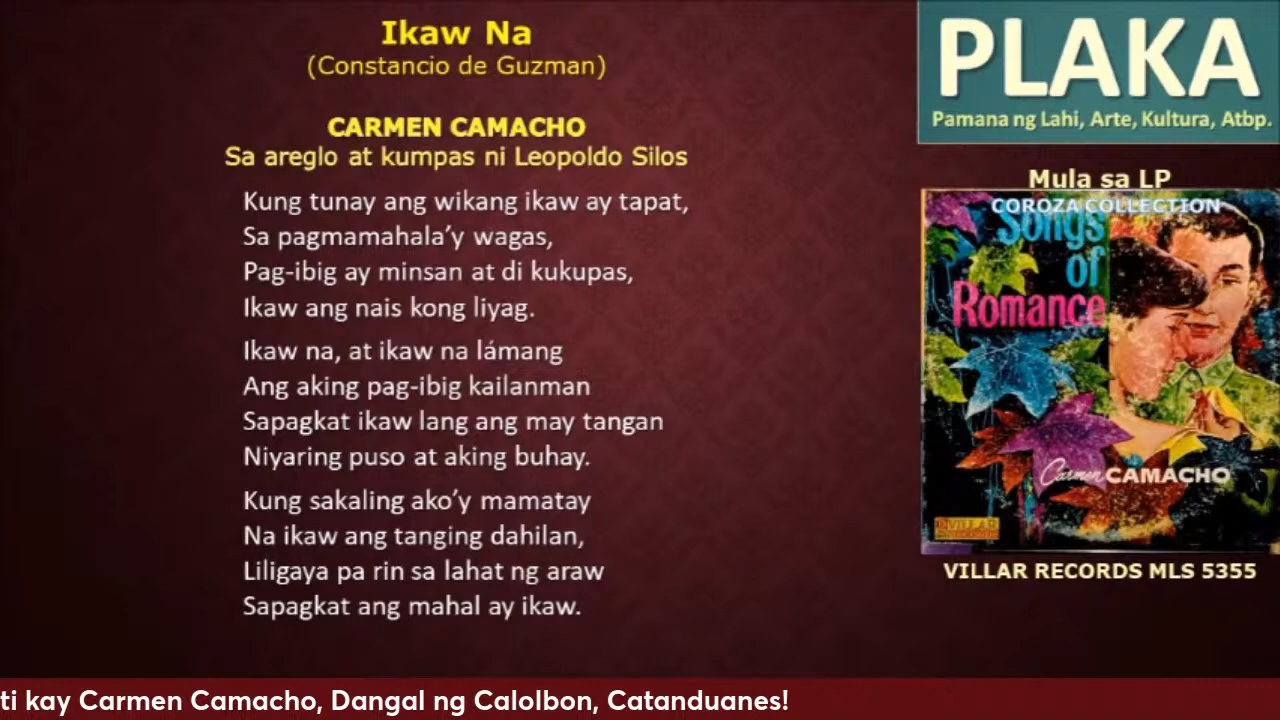 Ikaw Na
(Constancio de Guzman)
CARMEN CAMACHO
Sa areglo at kumpas ni Leopoldo Silos
Kung tunay ang wikang ikaw ay tapat,
Sa pagmamahala’y wagas,
Pag-ibig ay minsan at di kukupas,
Ikaw ang nais kong liyag.
Ikaw na, at ikaw na lámang
Ang aking pag-ibig kailanman
Sapagkat ikaw lang ang may tangan
Niyaring puso at aking buhay.
Kung sakaling ako’y mamatay
Na ikaw ang tanging dahilan,
Liligaya pa rin sa lahat ng araw
Sapagkat ang mahal ay ikaw.
PLAKA
Pamana ng Lahi, Arte, Kultura, Atbp.
Mula sa LP
COROZA COLLECTION
Songs
of
Romance
Carmen CAMACHO
VILLAR
VILLAR RECORDS MLS 5355
ti kay Carmen Camacho, Dangal ng Calolbon, Catanduanes!